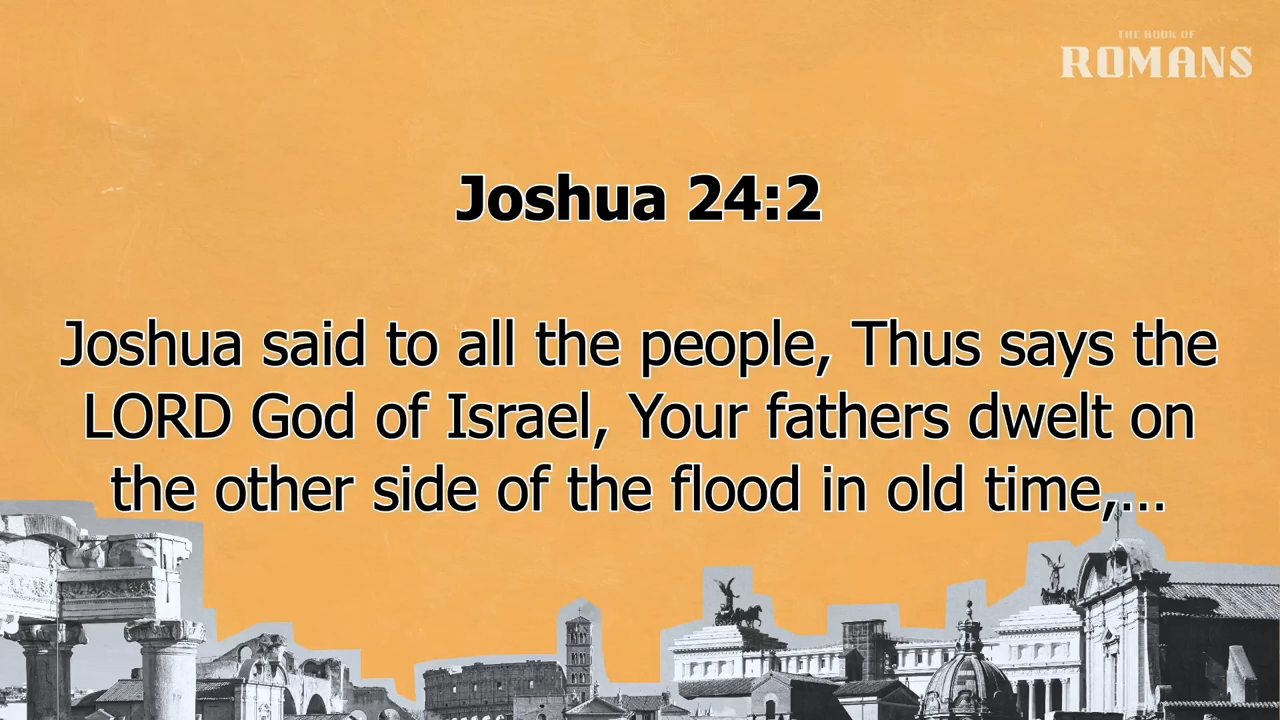 THE BOOK OF
ROMANS
Joshua 24:2
Joshua said to all the people, Thus says the
LORD God of Israel, Your fathers dwelt on
the other side of the flood in old time,...